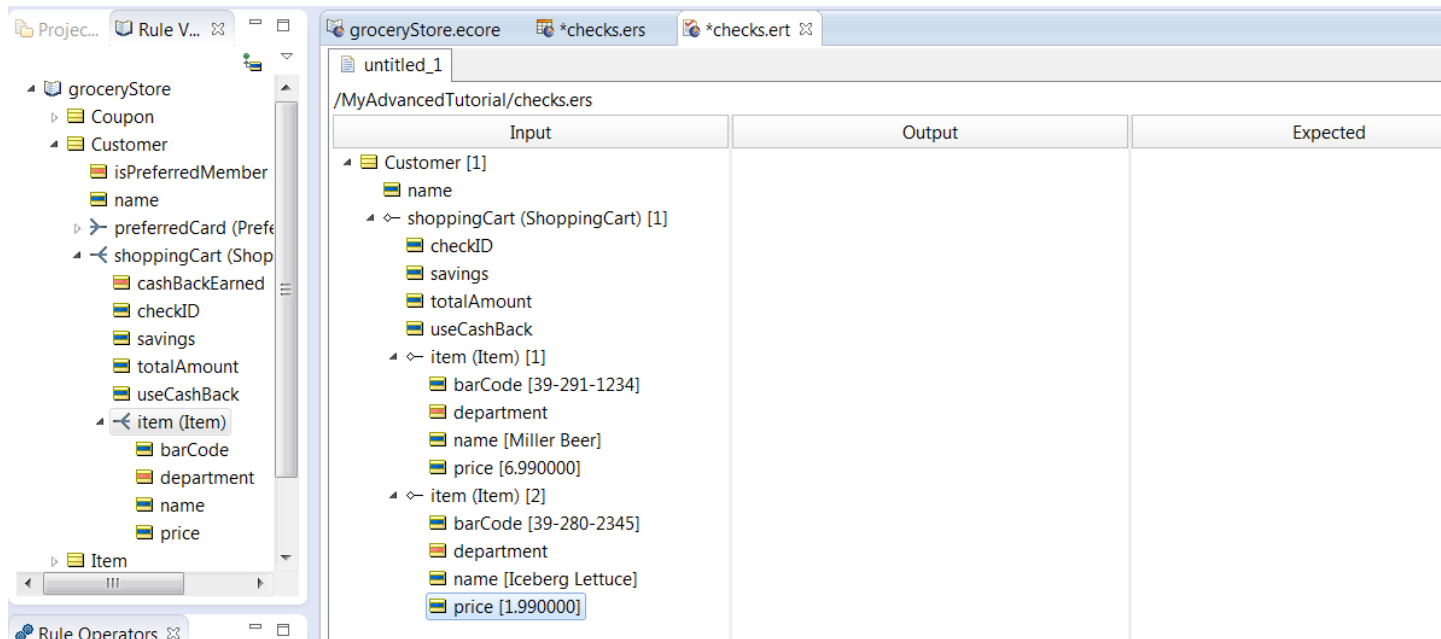 Projec... Rule V...
groceryStore
Coupon
Customer
isPreferredMember
name
preferredCard (Prefe
shoppingCart (Shop
cashBackEarned
checkID
savings
totalAmount
useCashBack
item (Item)
barCode
department
name
price
Item
Rule Operators
groceryStore.ecore *checks.ers *checks.ert
untitled_1
/MyAdvancedTutorial/checks.ers
Input Output Expected
Customer [1]
name
shoppingCart (ShoppingCart) [1]
checkID
savings
totalAmount
useCashBack
item (Item) [1]
barCode [39-291-1234]
department
name [Miller Beer]
price [6.990000]
item (Item) [2]
barCode [39-280-2345]
department
name [Iceberg Lettuce]
price [1.990000]